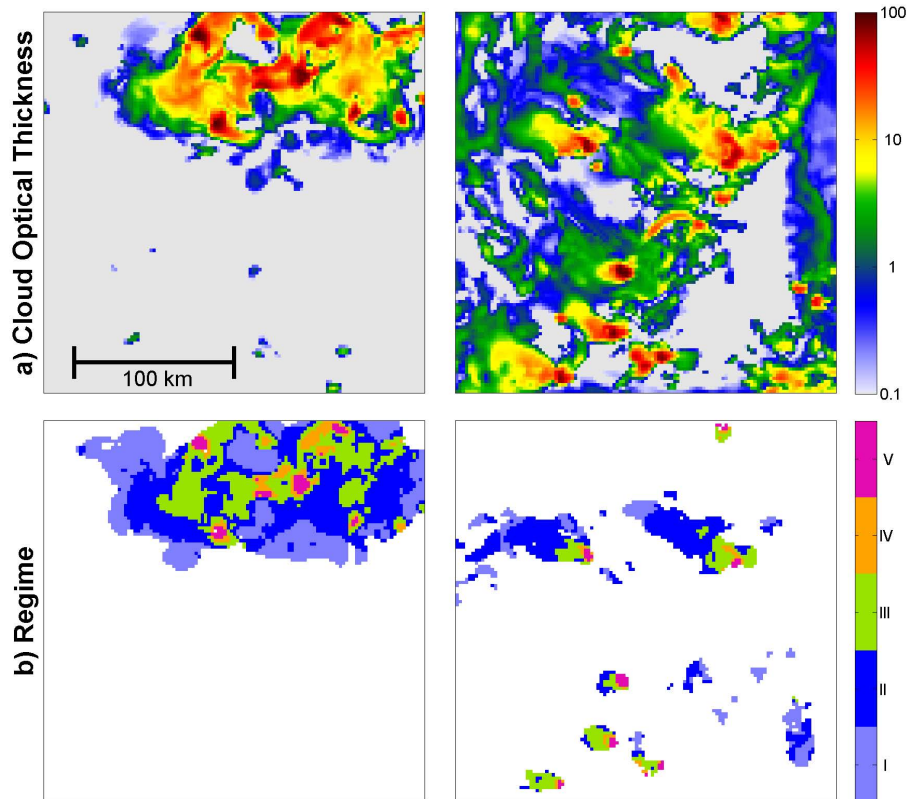 a) Cloud Optical Thickness
100 km
100
10
1
0.1
b) Regime
V
IV
III
II
I